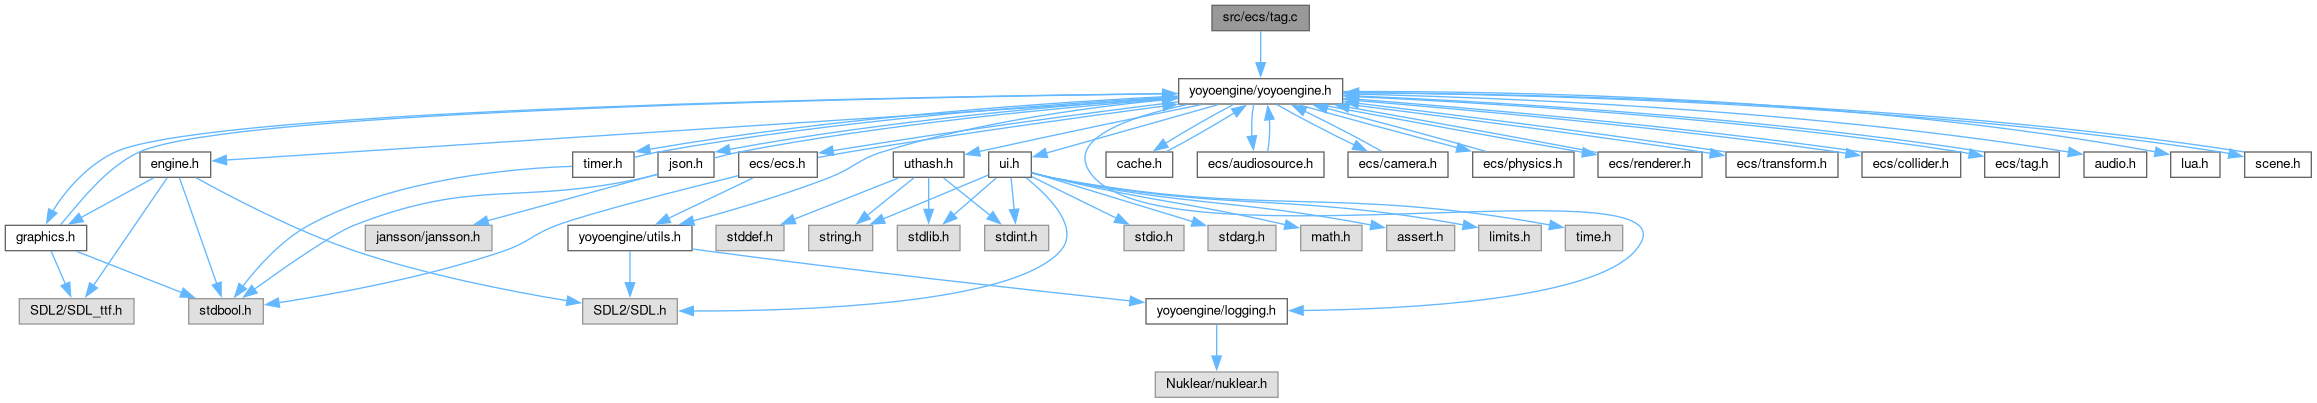 src/ecs/tag.c
yoyoengine/yoyoengine.h
engine.h
timer.h
json.h
ecs/ecs.h
uthash.h
ui.h
cache.h
ecs/audiosource.h
ecs/camera.h
ecs/physics.h
ecs/renderer.h
ecs/transform.h
ecs/collider.h
ecs/tag.h
audio.h
lua.h
scene.h
graphics.h
jansson/jansson.h
yoyoengine/utils.h
stddef.h
string.h
stdlib.h
stdint.h
stdio.h
stdarg.h
math.h
assert.h
limits.h
time.h
SDL2/SDL_ttf.h
stdbool.h
SDL2/SDL.h
yoyoengine/logging.h
Nuklear/nuklear.h